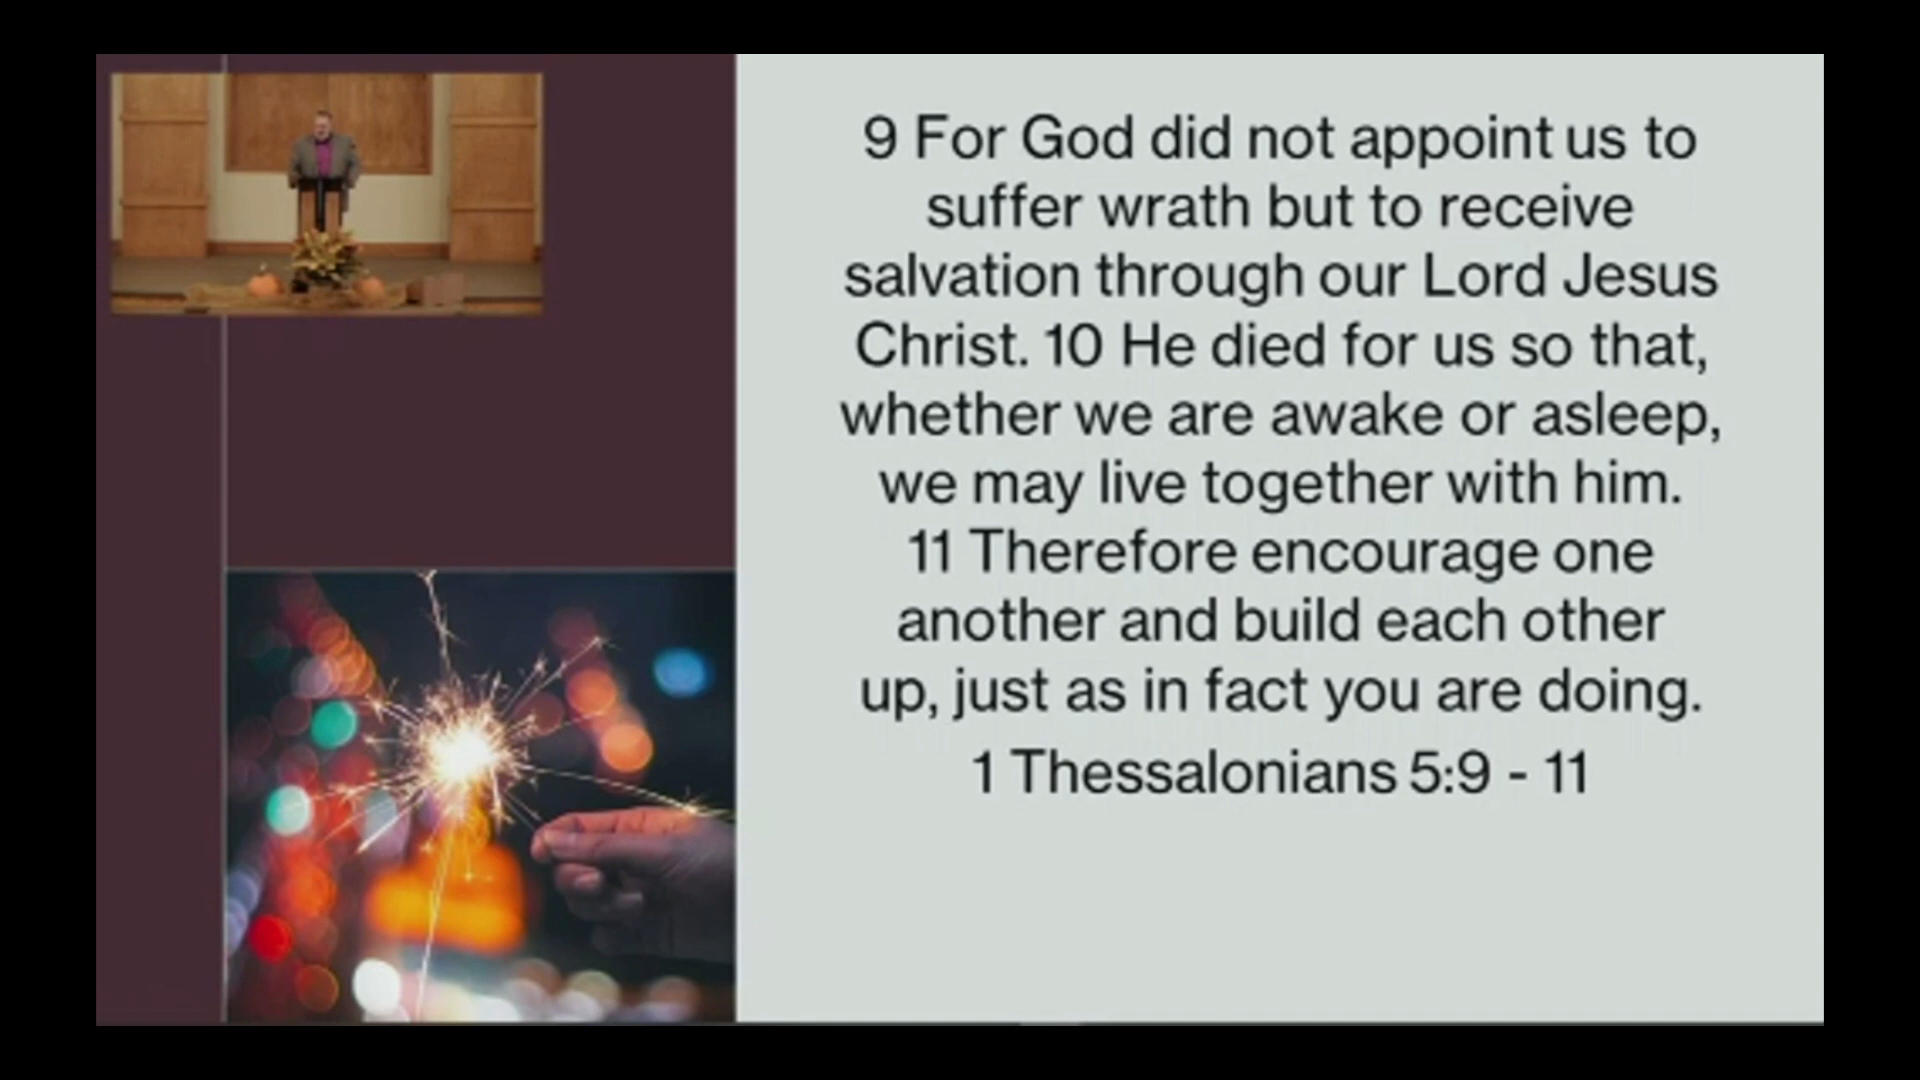 9 For God did not appoint us to
suffer wrath but to receive
salvation through our Lord Jesus
Christ. 10 He died for us so that,
whether we are awake or asleep,
we may live together with him.
11 Therefore encourage one
another and build each other
up, just as in fact you are doing.
1 Thessalonians 5:9 - 11